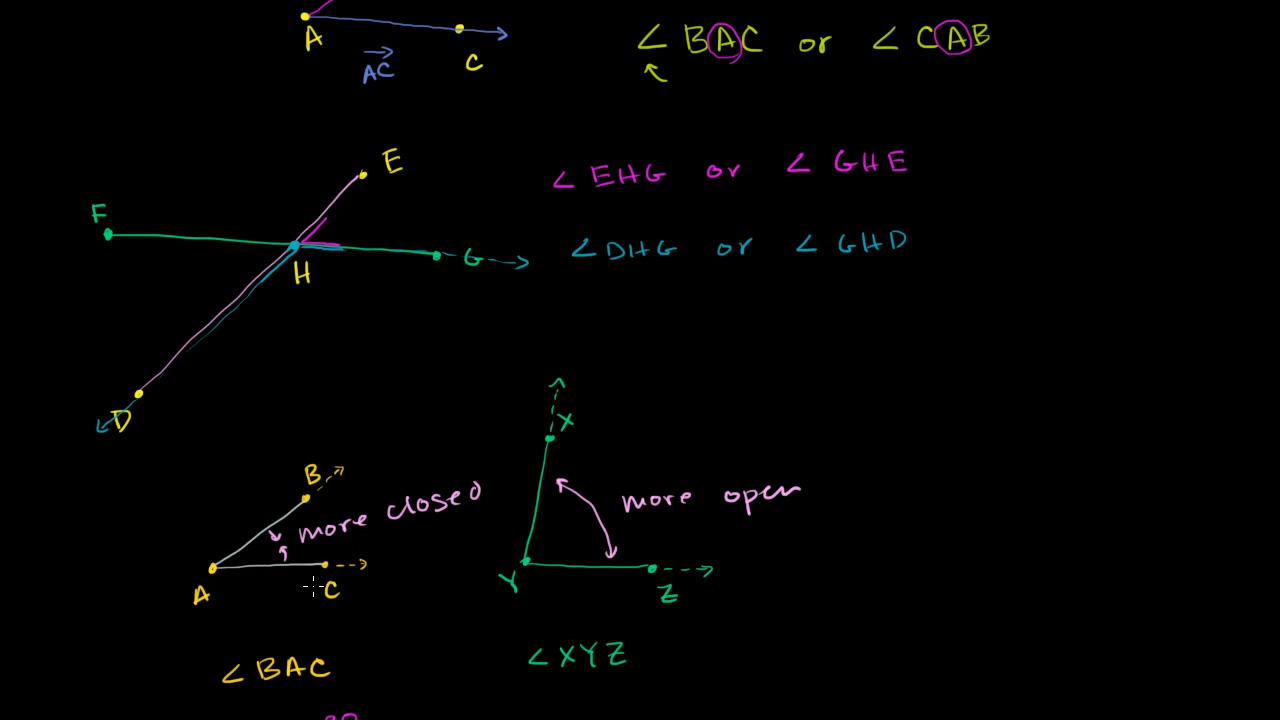 A
C
AC
∠ BAC or ∠ CAB
E
F
H
G
D
∠ EHG or ∠ GHE
∠ DHG or ∠ GHD
B
more closed
A
C
X
more open
Y
Z
∠ BAC
∠ XYZ